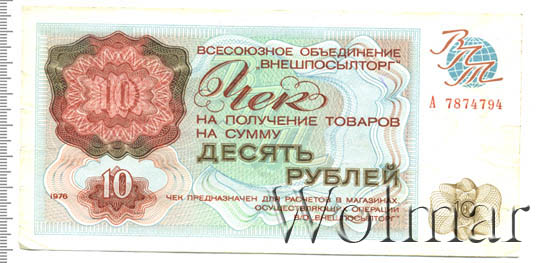 ВСЕСОЮЗНОЕ ОБЪЕДИНЕНИЕ
„ВНЕШПОСЫЛТОРГ"
ВПТ
Чек
А 7874794
10
НА ПОЛУЧЕНИЕ ТОВАРОВ
НА СУММУ
ДЕСЯТЬ
РУБЛЕЙ
1976
10
ЧЕК ПРЕДНАЗНАЧЕН ДЛЯ РАСЧЕТОВ В МАГАЗИНАХ
ОСУЩЕСТВЛЯЮЩИХ ОПЕРАЦИИ
В/О „ВНЕШПОСЫЛТОРГ"
Wolmar